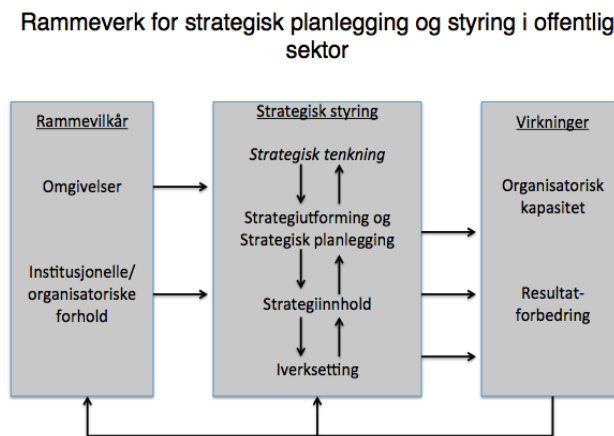 Rammeverk for strategisk planlegging og styring i offentlig
sektor
Rammevilkår
Omgivelser
Institusjonelle/
organisatoriske
forhold
Strategisk styring
Strategisk tenkning
Strategiutforming og
Strategisk planlegging
Strategiinnhold
Iverksetting
Virkninger
Organisatorisk
kapasitet
Resultat-
forbedring